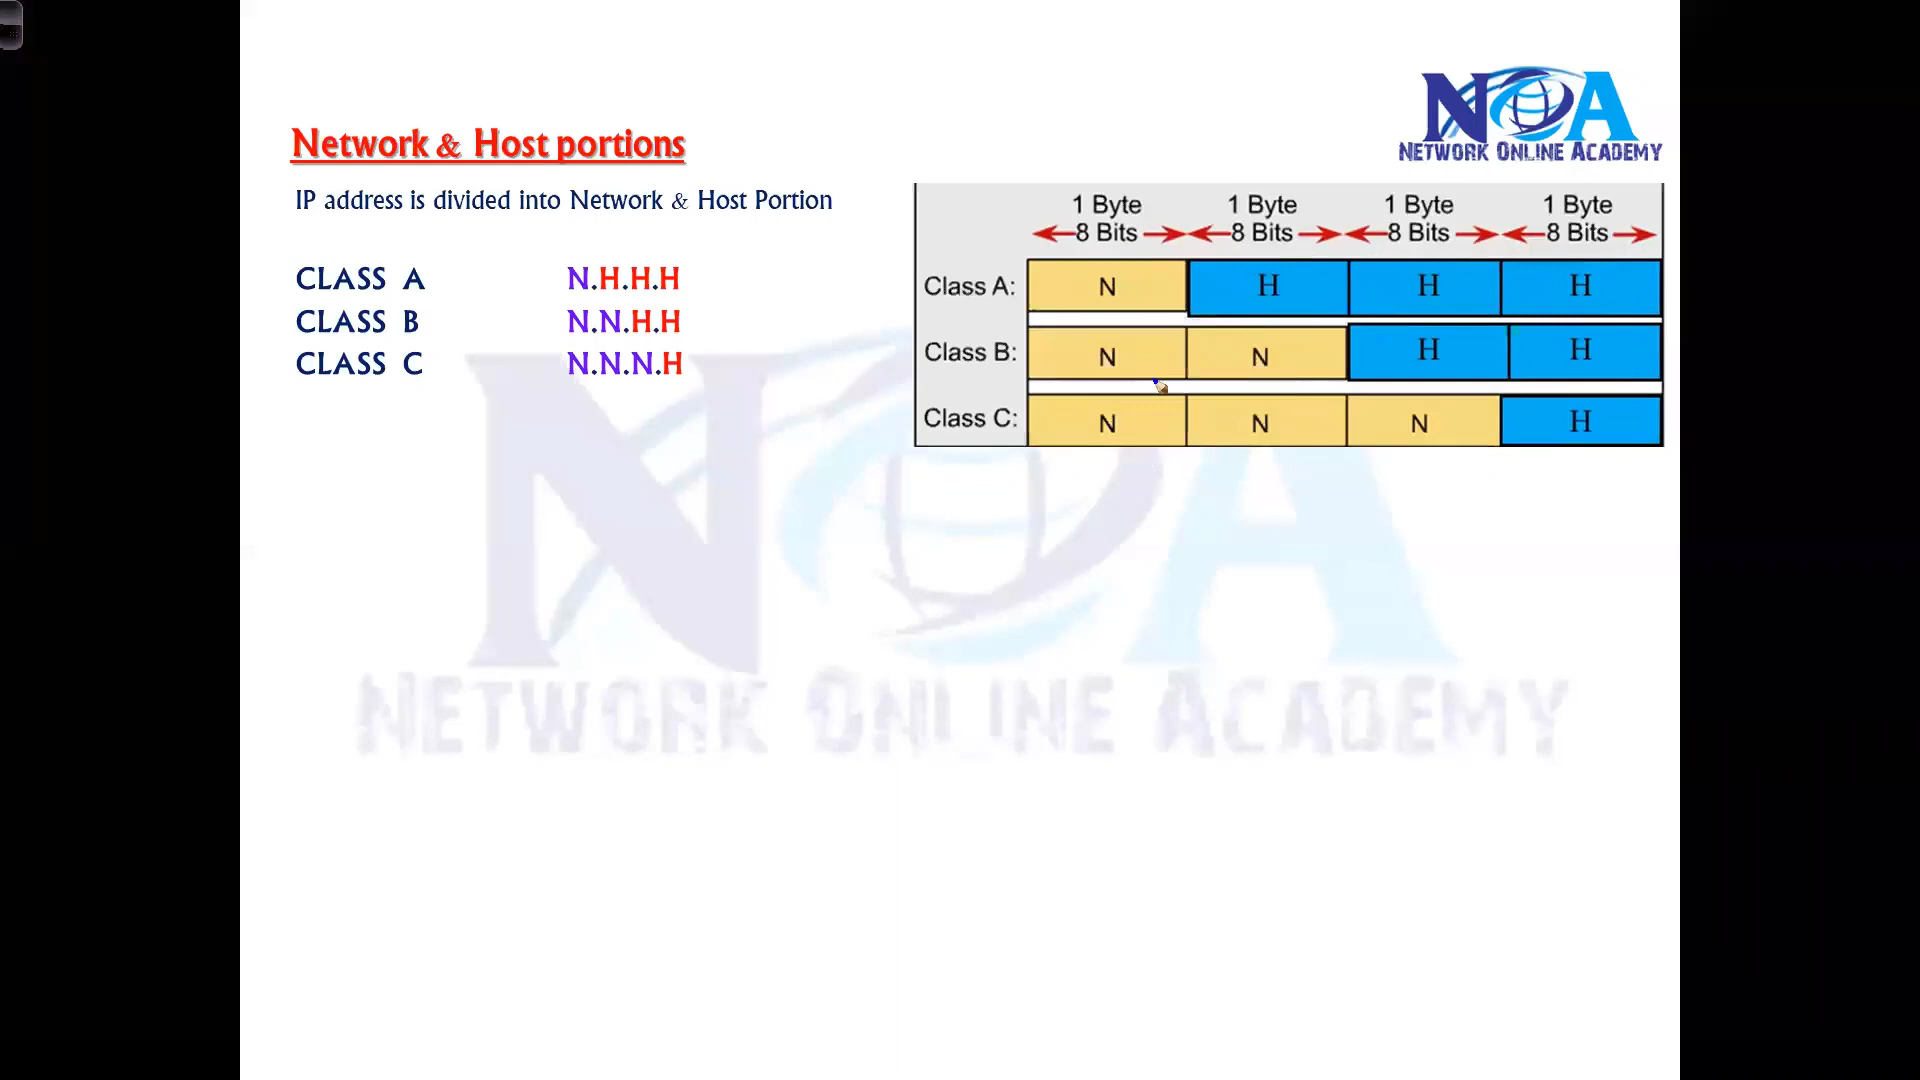 NOA
NETWORK ONLINE ACADEMY
Network & Host portions
IP address is divided into Network & Host Portion
CLASS A N.H.H.H
CLASS B N.N.H.H
CLASS C N.N.N.H
1 Byte 1 Byte 1 Byte 1 Byte
8 Bits 8 Bits 8 Bits 8 Bits
Class A: N H H H
Class B: N N H H
Class C: N N N H
NOA
NETWORK ONLINE ACADEMY